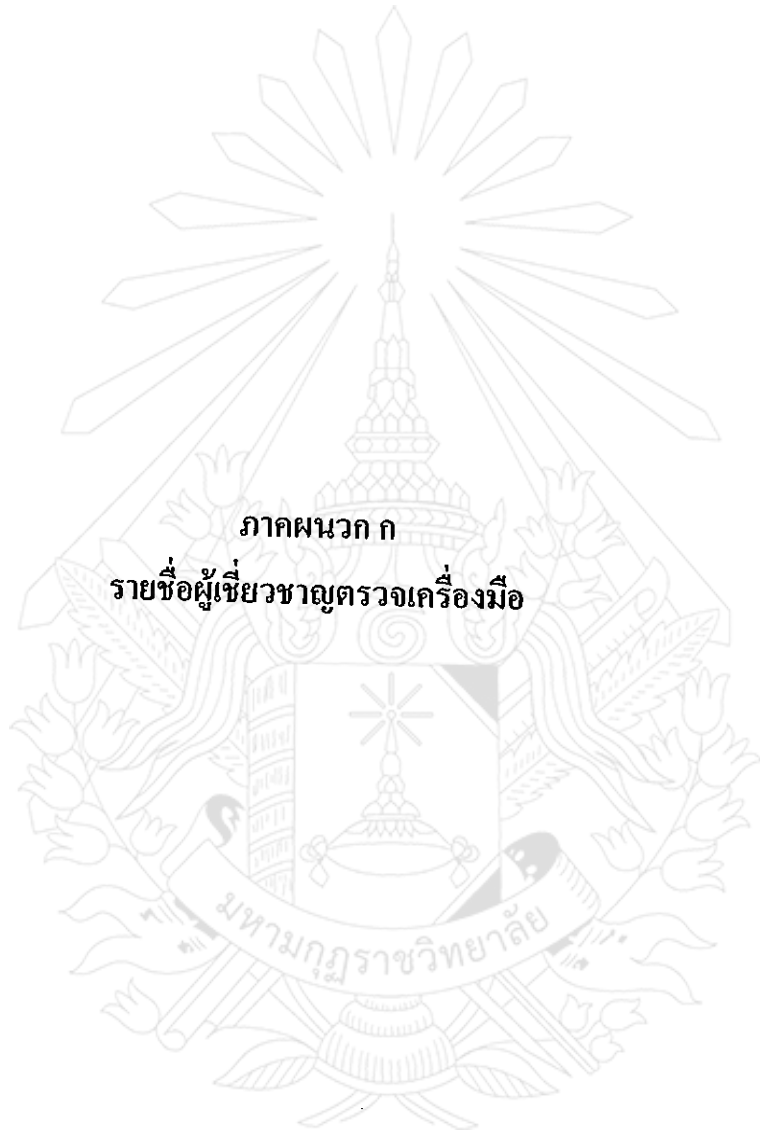 ภาคผนวก ก
รายชื่อผู้เชี่ยวชาญตรวจเครื่องมือ
มหามกุฏราชวิทยาลัย